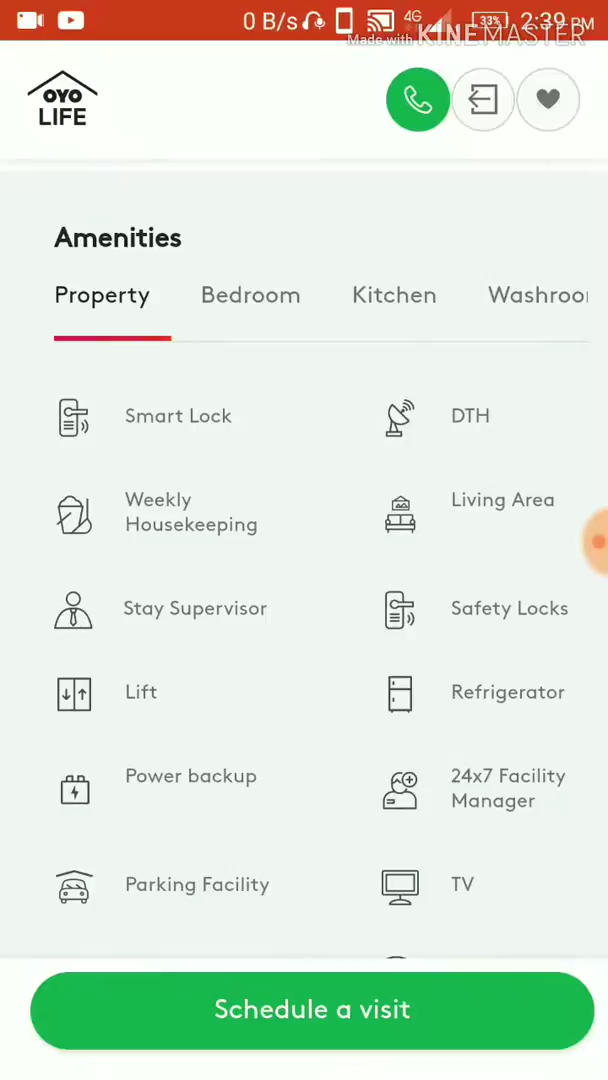 0 B/s 4G 33% 2:39 PM
Made with KINEMASTER
OYO
LIFE
Amenities
Property Bedroom Kitchen Washroo
Smart Lock DTH
Weekly
Housekeeping
Living Area
Stay Supervisor Safety Locks
Lift Refrigerator
Power backup
24x7 Facility
Manager
Parking Facility TV
Schedule a visit